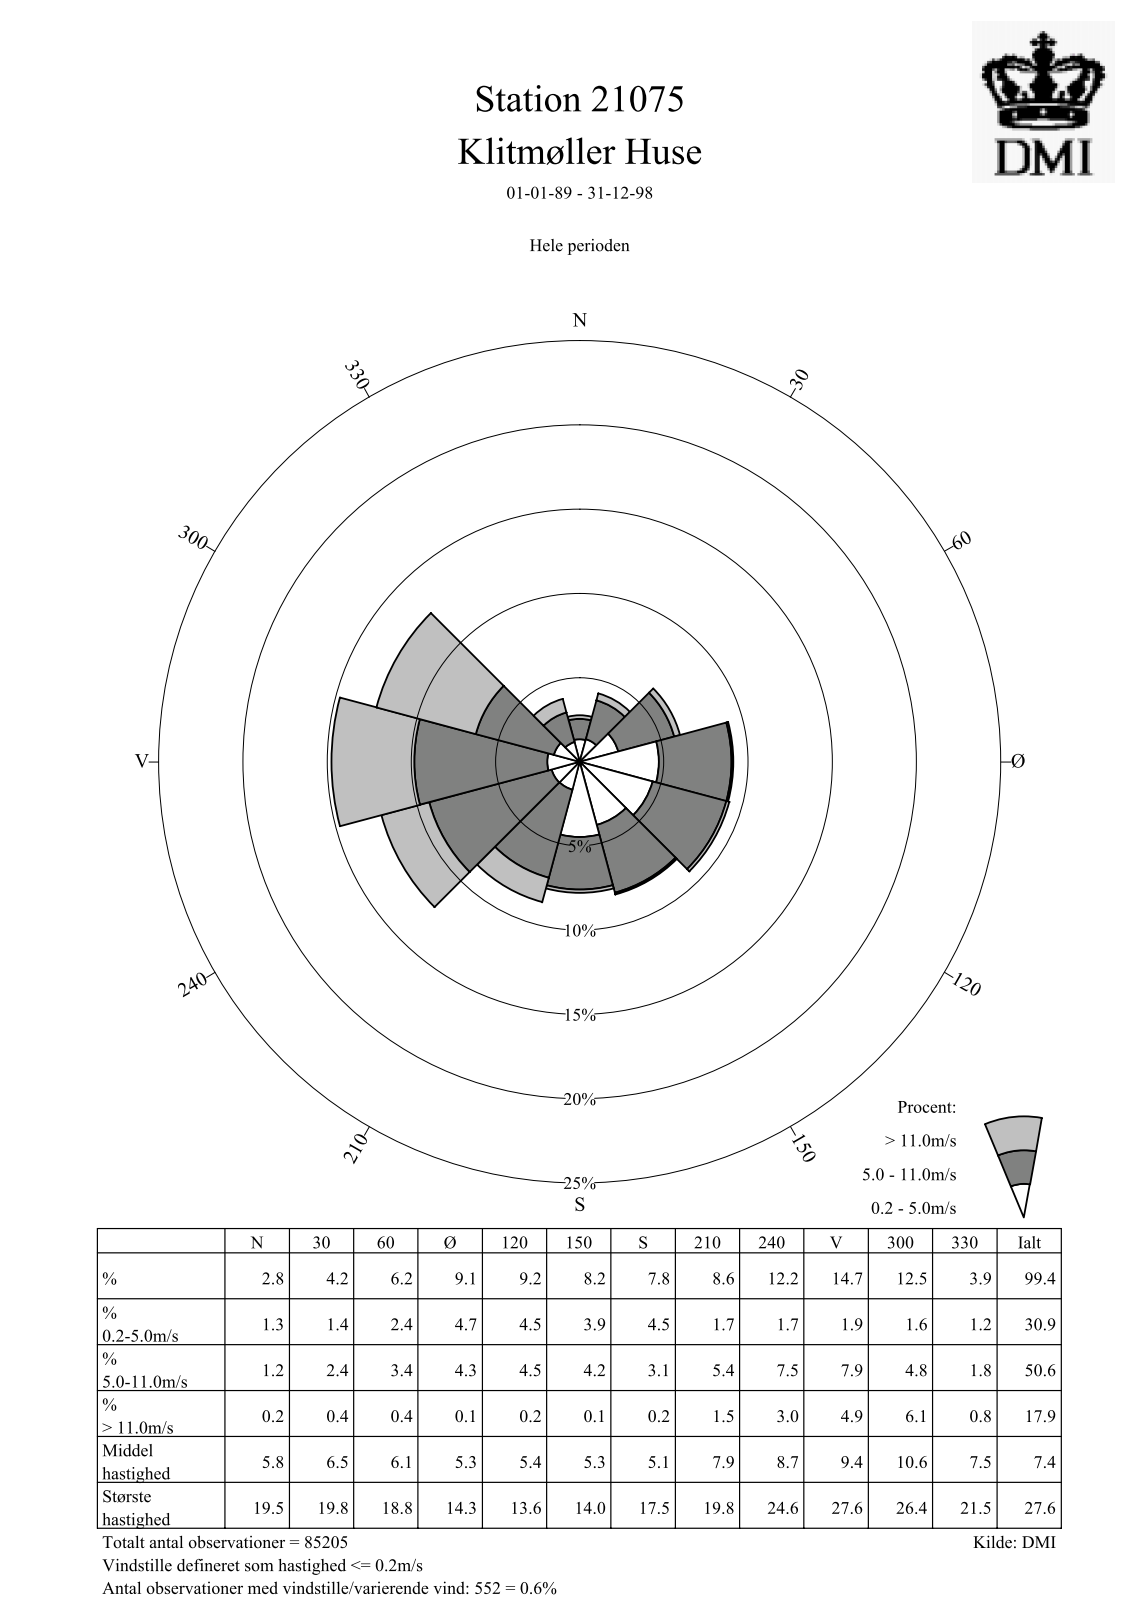 DMI
Station 21075
Klitmøller Huse
01-01-89 - 31-12-98
Hele perioden
N
330
30
300
60
V
Ø
5%
10%
240
120
15%
20%
210
150
25%
S
Procent:
> 11.0m/s
5.0 - 11.0m/s
0.2 - 5.0m/s
N 30 60 Ø 120 150 S 210 240 V 300 330 Ialt
% 2.8 4.2 6.2 9.1 9.2 8.2 7.8 8.6 12.2 14.7 12.5 3.9 99.4
%
0.2-5.0m/s 1.3 1.4 2.4 4.7 4.5 3.9 4.5 1.7 1.7 1.9 1.6 1.2 30.9
%
5.0-11.0m/s 1.2 2.4 3.4 4.3 4.5 4.2 3.1 5.4 7.5 7.9 4.8 1.8 50.6
%
> 11.0m/s 0.2 0.4 0.4 0.1 0.2 0.1 0.2 1.5 3.0 4.9 6.1 0.8 17.9
Middel
hastighed 5.8 6.5 6.1 5.3 5.4 5.3 5.1 7.9 8.7 9.4 10.6 7.5 7.4
Største
hastighed 19.5 19.8 18.8 14.3 13.6 14.0 17.5 19.8 24.6 27.6 26.4 21.5 27.6
Totalt antal observationer = 85205 Kilde: DMI
Vindstille defineret som hastighed <= 0.2m/s
Antal observationer med vindstille/varierende vind: 552 = 0.6%